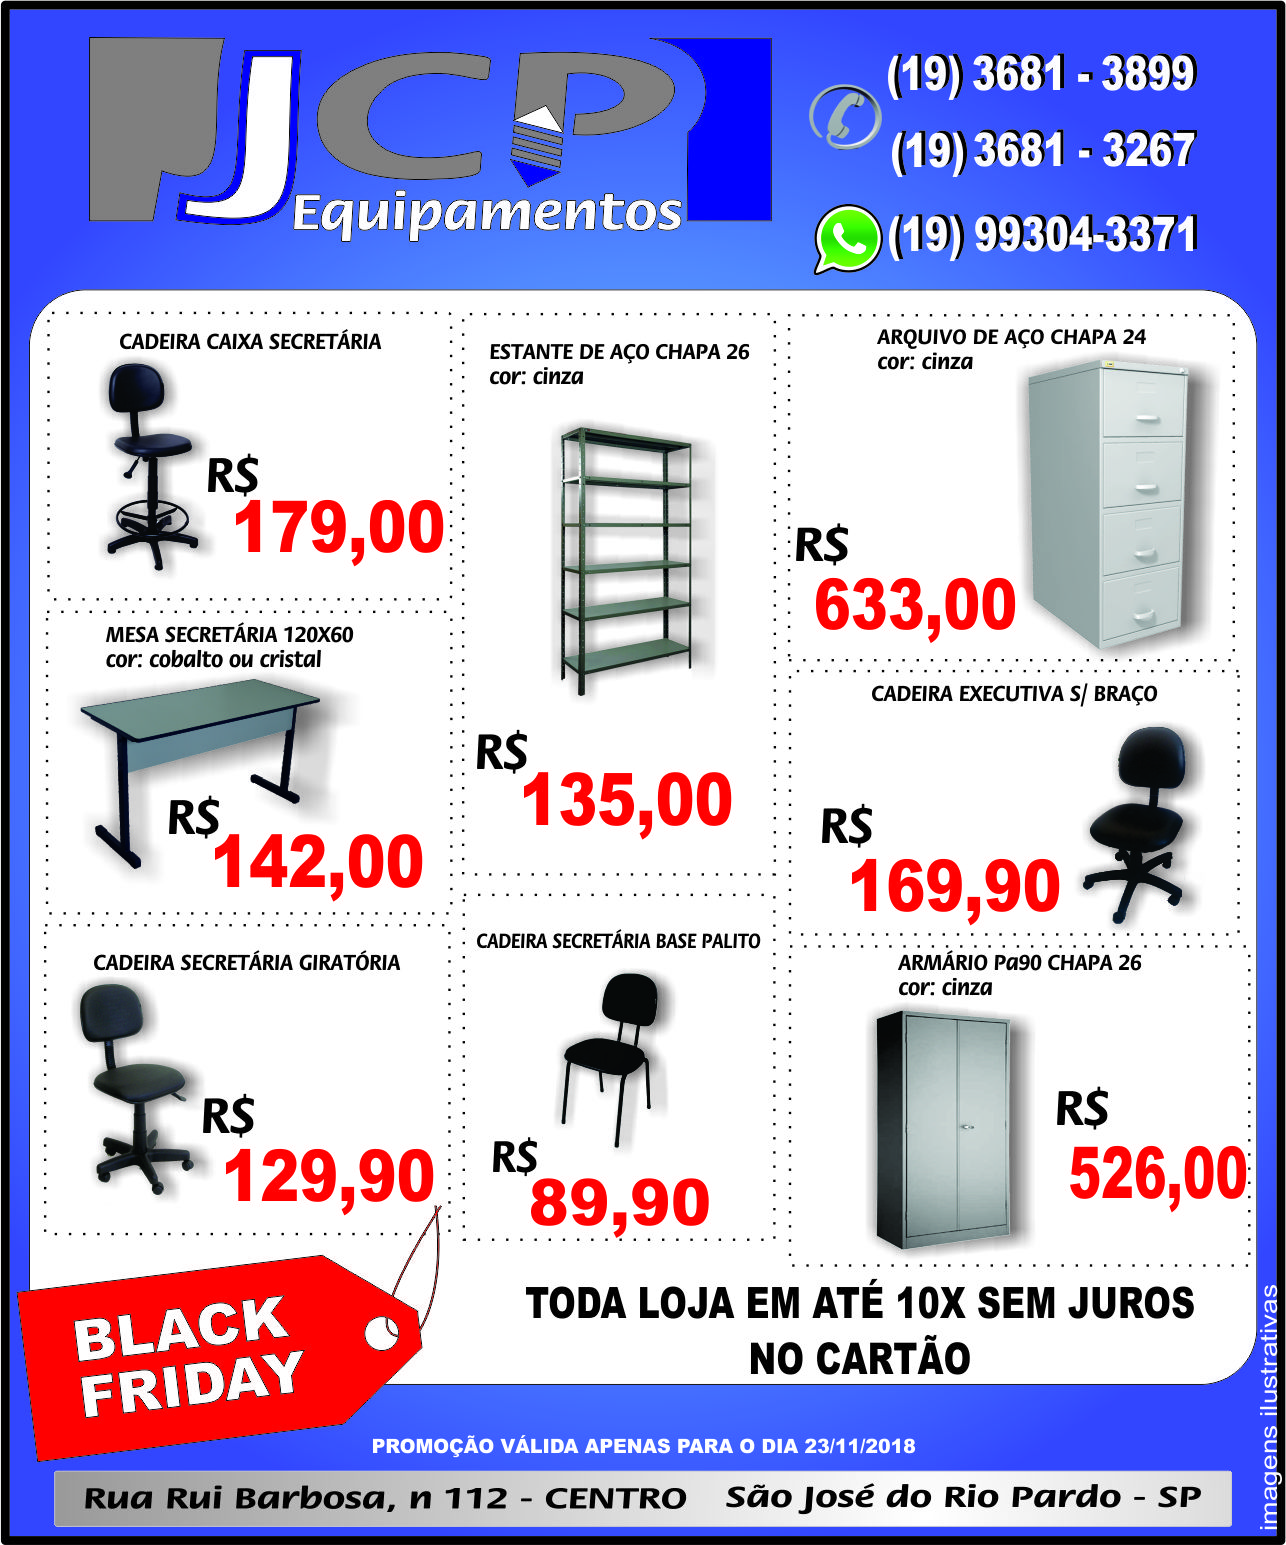 JCP
Equipamentos
(19) 3681 - 3899
(19) 3681 - 3267
(19) 99304-3371
CADEIRA CAIXA SECRETÁRIA
R$
179,00
MESA SECRETÁRIA 120X60
cor: cobalto ou cristal
R$
142,00
CADEIRA SECRETÁRIA GIRATÓRIA
R$
129,90
ESTANTE DE AÇO CHAPA 26
cor: cinza
R$
135,00
CADEIRA SECRETÁRIA BASE PALITO
R$
89,90
ARQUIVO DE AÇO CHAPA 24
cor: cinza
R$
633,00
CADEIRA EXECUTIVA S/ BRAÇO
R$
169,90
ARMÁRIO Pa90 CHAPA 26
cor: cinza
R$
526,00
BLACK
FRIDAY
TODA LOJA EM ATÉ 10X SEM JUROS
NO CARTÃO
PROMOÇÃO VÁLIDA APENAS PARA O DIA 23/11/2018
Rua Rui Barbosa, n 112 - CENTRO São José do Rio Pardo - SP
imagens ilustrativas